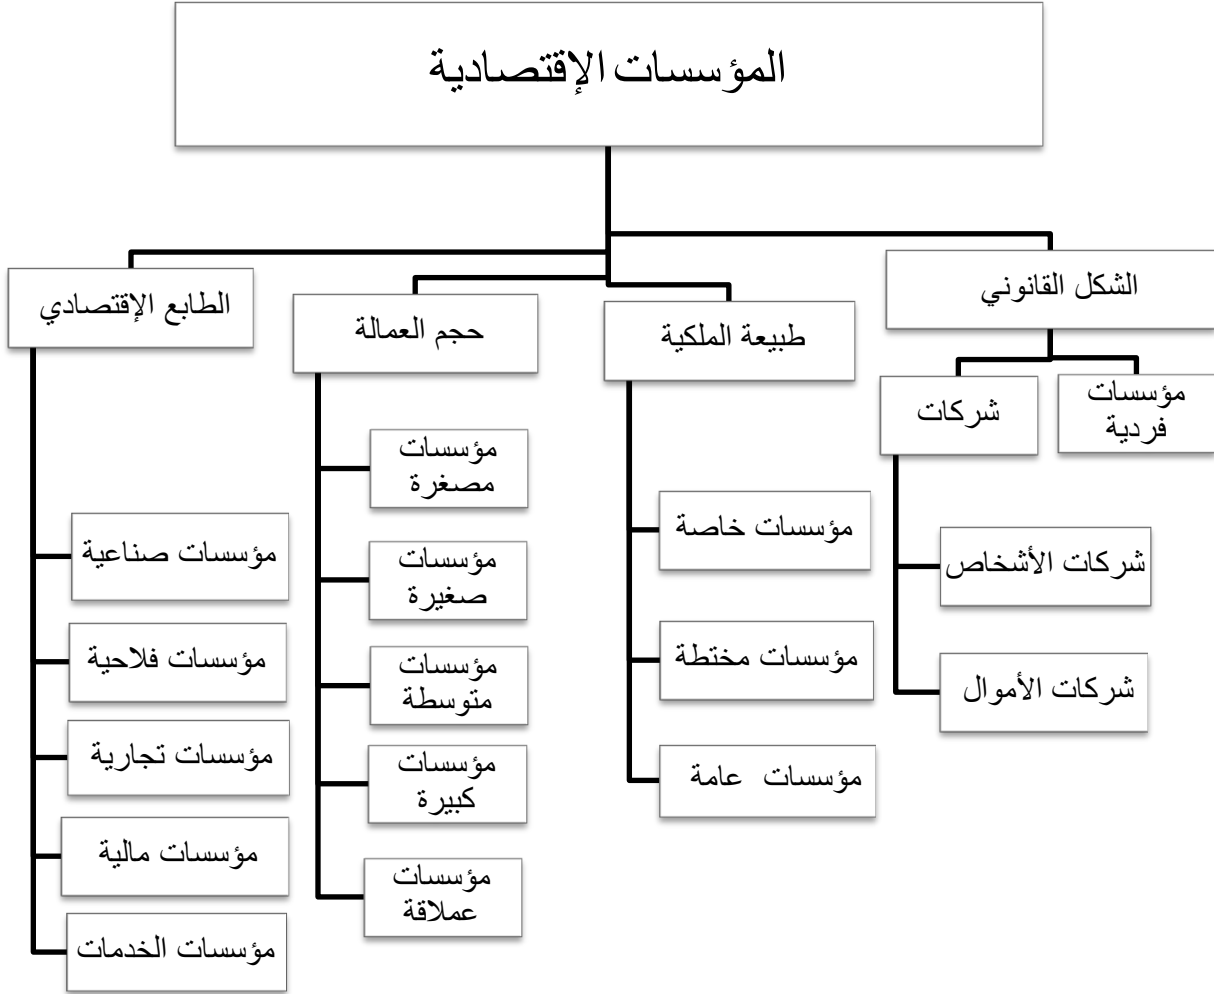 المؤسسات الإقتصادية
الشكل القانوني
مؤسسات
فردية
شركات
شركات الأشخاص
شركات الأموال
طبيعة الملكية
مؤسسات خاصة
مؤسسات مختطة
مؤسسات عامة
حجم العمالة
مؤسسات
مصغرة
مؤسسات
صغيرة
مؤسسات
متوسطة
مؤسسات
كبيرة
مؤسسات
عملاقة
الطابع الإقتصادي
مؤسسات صناعية
مؤسسات فلاحية
مؤسسات تجارية
مؤسسات مالية
مؤسسات الخدمات